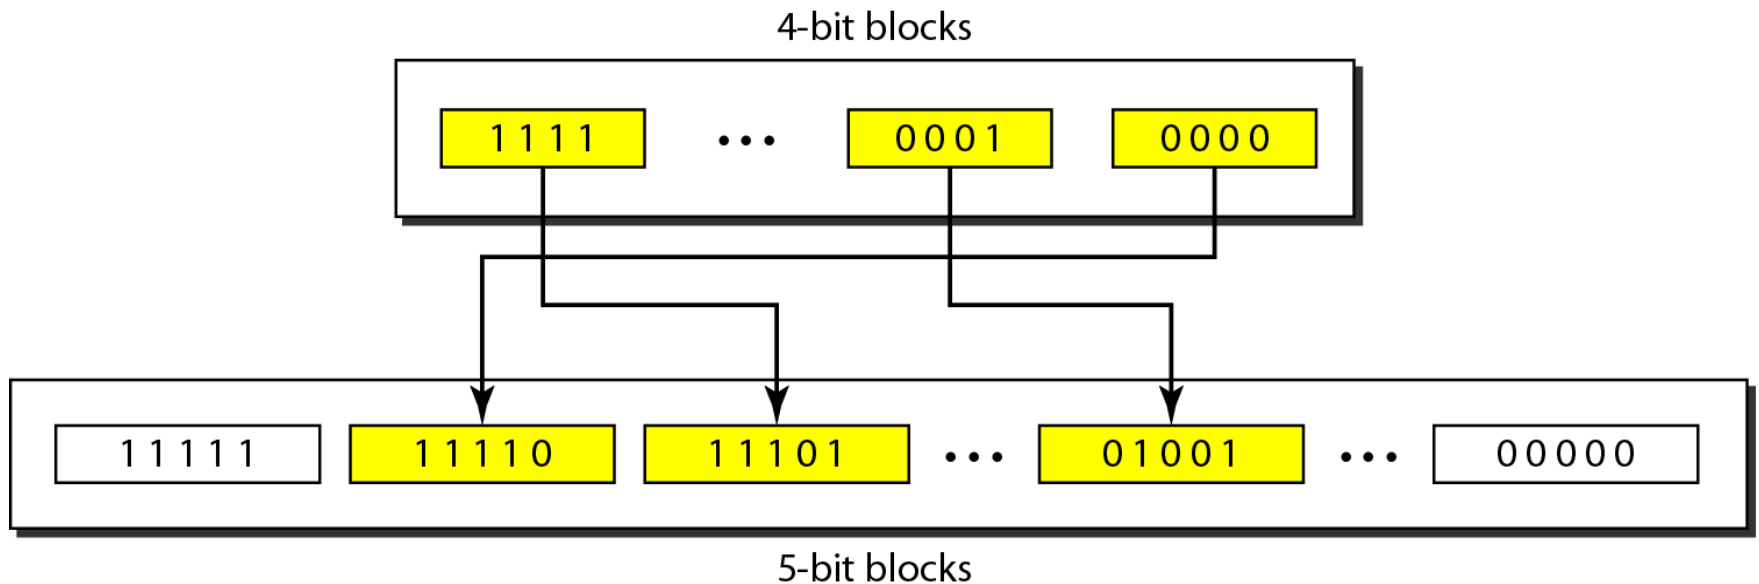 4-bit blocks
1111 ... 0001 0000
11111 11110 11101 ... 01001 ... 00000
5-bit blocks